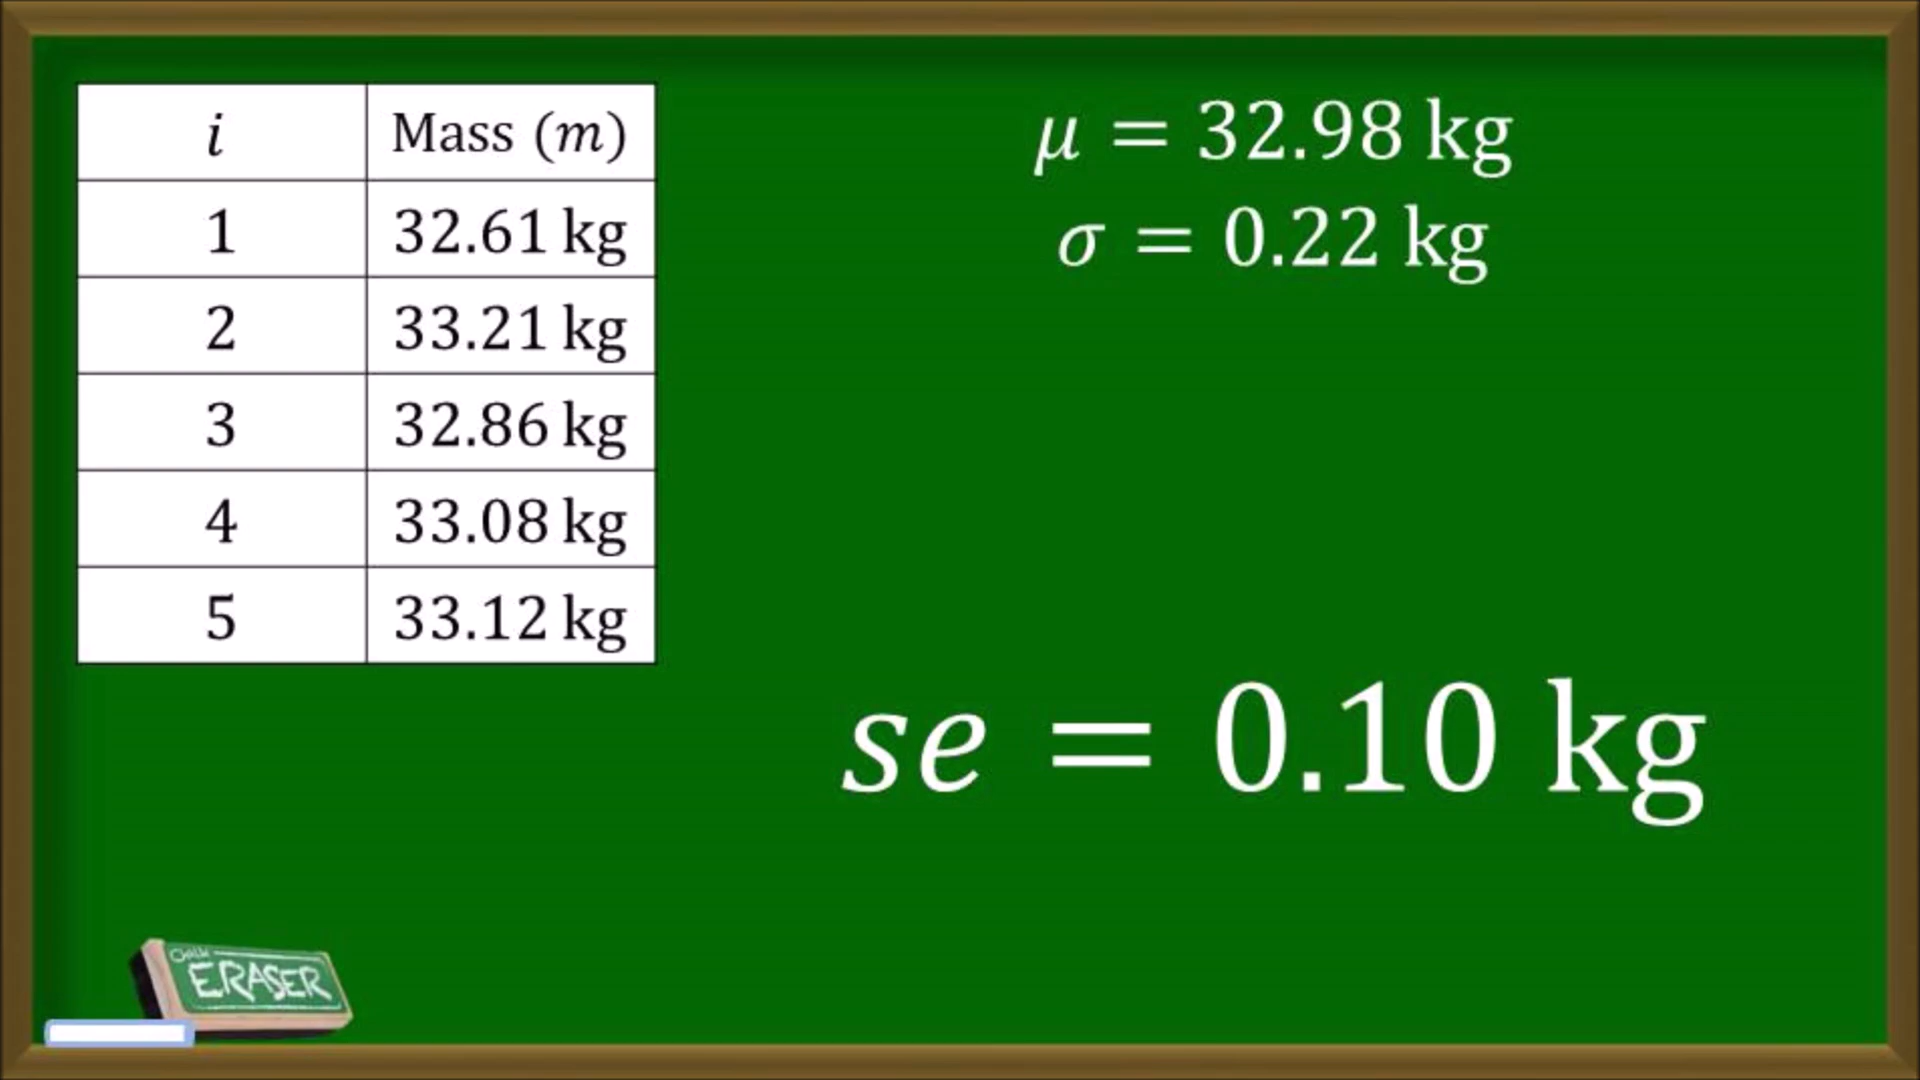 i Mass (m)
1 32.61 kg
2 33.21 kg
3 32.86 kg
4 33.08 kg
5 33.12 kg
μ = 32.98 kg
σ = 0.22 kg
se = 0.10 kg
Chalk
ERASER